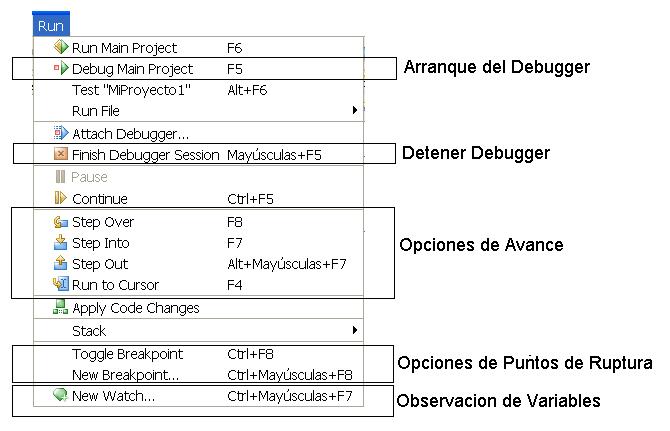 Run
Run Main Project F6
Debug Main Project F5 Arranque del Debugger
Test "MiProyecto1" Alt+F6
Run File
Attach Debugger...
Finish Debugger Session Mayúsculas+F5 Detener Debugger
Pause
Continue Ctrl+F5
Step Over F8
Step Into F7 Opciones de Avance
Step Out Alt+Mayúsculas+F7
Run to Cursor F4
Apply Code Changes
Stack
Toggle Breakpoint Ctrl+F8 Opciones de Puntos de Ruptura
New Breakpoint... Ctrl+Mayúsculas+F8
New Watch... Ctrl+Mayúsculas+F7 Observacion de Variables